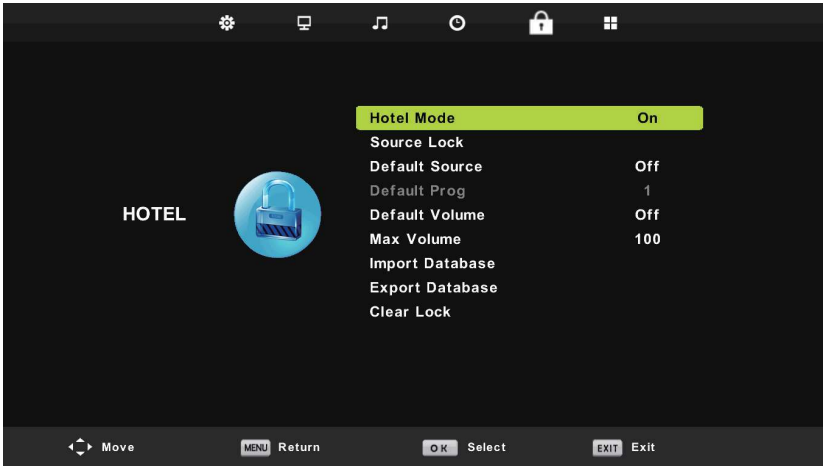 Hotel Mode On
Source Lock
Default Source Off
Default Prog 1
HOTEL
Default Volume Off
Max Volume 100
Import Database
Export Database
Clear Lock
Move MENU Return OK Select EXIT Exit